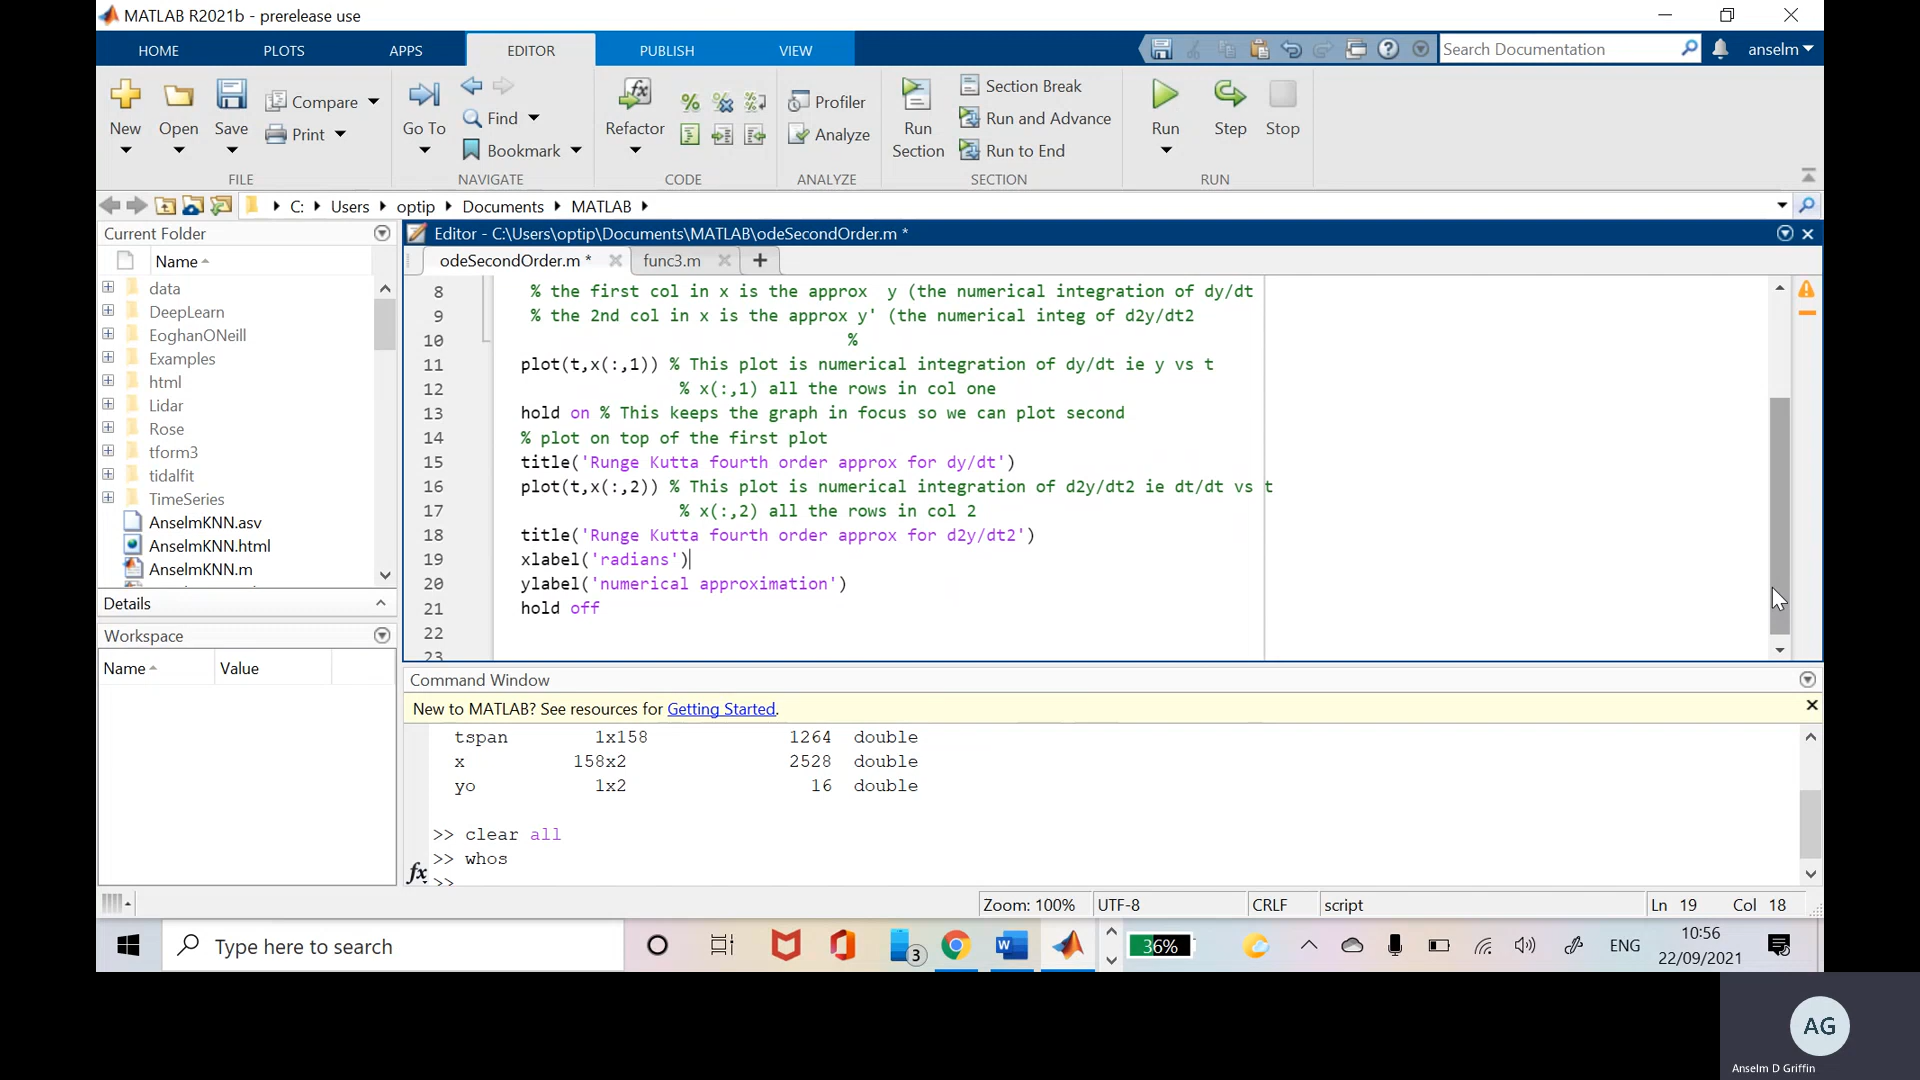 MATLAB R2021b - prerelease use
HOME PLOTS APPS EDITOR PUBLISH VIEW
Search Documentation anselm
New Open Save Compare Print
FILE
Go To Find Bookmark
NAVIGATE
Refactor
CODE
Profiler Analyze
ANALYZE
Run Section Section Break Run and Advance Run to End
SECTION
Run Step Stop
RUN
C: Users optip Documents MATLAB
Current Folder
Name
data
DeepLearn
EoghanONeill
Examples
html
Lidar
Rose
tform3
tidalfit
TimeSeries
AnselmKNN.asv
AnselmKNN.html
AnselmKNN.m
Details
Workspace
Name Value
Editor - C:\Users\optip\Documents\MATLAB\odeSecondOrder.m *
odeSecondOrder.m * func3.m +
8 % the first col in x is the approx y (the numerical integration of dy/dt
9 % the 2nd col in x is the approx y' (the numerical integ of d2y/dt2
10 %
11 plot(t,x(:,1)) % This plot is numerical integration of dy/dt ie y vs t
12 % x(:,1) all the rows in col one
13 hold on % This keeps the graph in focus so we can plot second
14 % plot on top of the first plot
15 title('Runge Kutta fourth order approx for dy/dt')
16 plot(t,x(:,2)) % This plot is numerical integration of d2y/dt2 ie dt/dt vs t
17 % x(:,2) all the rows in col 2
18 title('Runge Kutta fourth order approx for d2y/dt2')
19 xlabel('radians')
20 ylabel('numerical approximation')
21 hold off
22
23
Command Window
New to MATLAB? See resources for Getting Started.
tspan 1x158 1264 double
x 158x2 2528 double
yo 1x2 16 double
>> clear all
>> whos
fx >>
Zoom: 100% UTF-8 CRLF script Ln 19 Col 18
Type here to search
3
36%
ENG
10:56
22/09/2021
AG
Anselm D Griffin